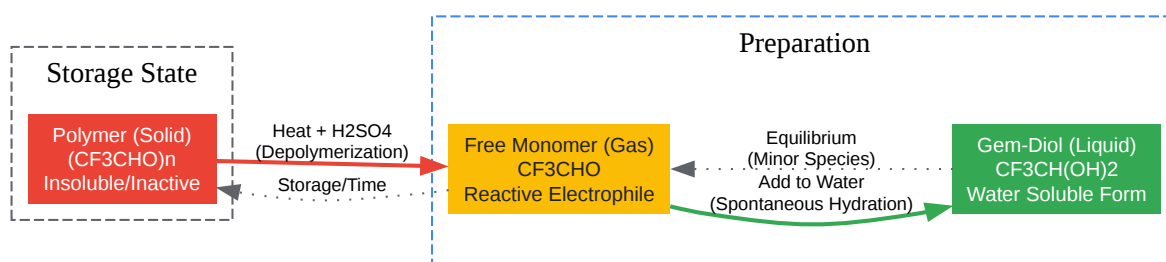 Storage State
Polymer (Solid)
(CF3CHO)n
Insoluble/Inactive
Heat + H2SO4
(Depolymerization)
Storage/Time
Preparation
Free Monomer (Gas)
CF3CHO
Reactive Electrophile
Equilibrium
(Minor Species)
Add to Water
(Spontaneous Hydration)
Gem-Diol (Liquid)
CF3CH(OH)2
Water Soluble Form